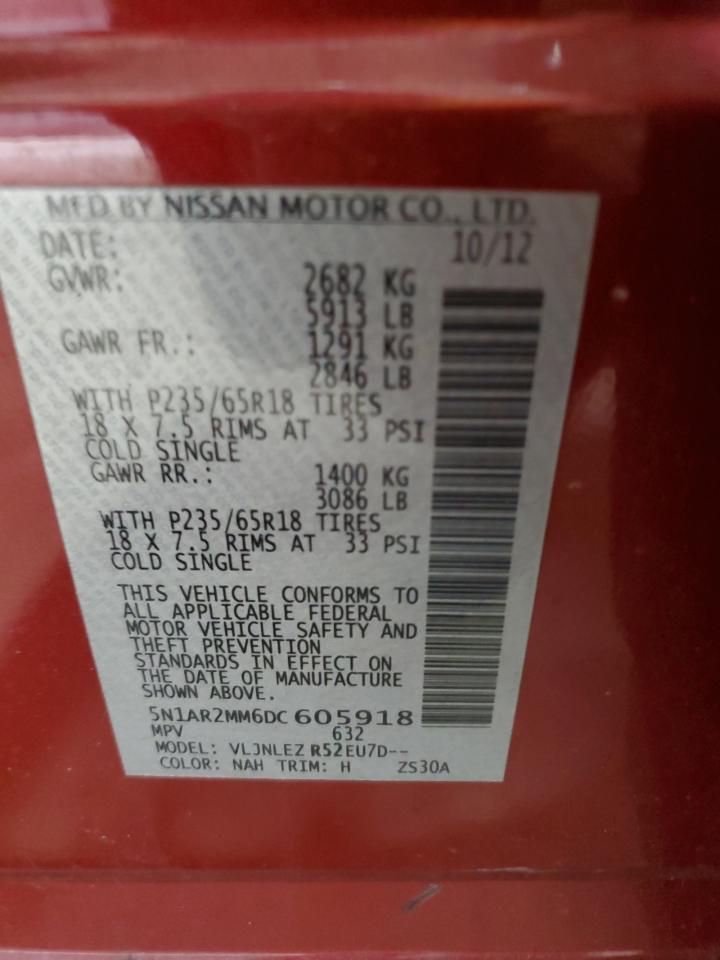 MFD BY NISSAN MOTOR CO., LTD.
DATE: 10/12
GVWR: 2682 KG
5913 LB
GAWR FR.: 1291 KG
2846 LB
WITH P235/65R18 TIRES
18 X 7.5 RIMS AT 33 PSI
COLD SINGLE
GAWR RR.: 1400 KG
3086 LB
WITH P235/65R18 TIRES
18 X 7.5 RIMS AT 33 PSI
COLD SINGLE
THIS VEHICLE CONFORMS TO
ALL APPLICABLE FEDERAL
MOTOR VEHICLE SAFETY AND
THEFT PREVENTION
STANDARDS IN EFFECT ON
THE DATE OF MANUFACTURE
SHOWN ABOVE.
5N1AR2MM6DC 605918
MPV 632
MODEL: VLJNLEZ R52EU7D--
COLOR: NAH TRIM: H ZS30A